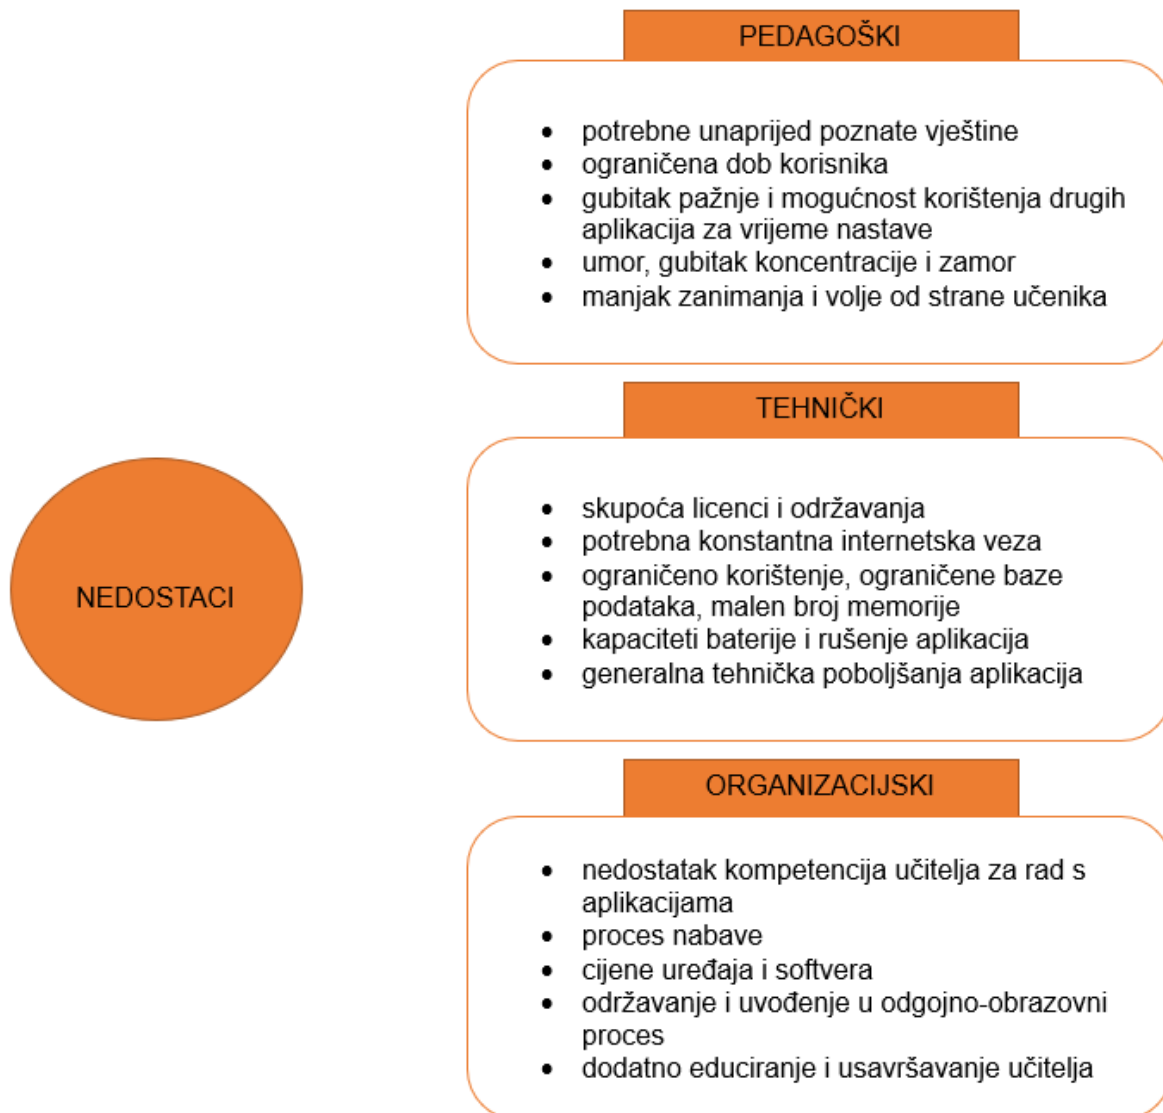 PEDAGOŠKI
• potrebne unaprijed poznate vještine
• ograničena dob korisnika
• gubitak pažnje i mogućnost korištenja drugih
aplikacija za vrijeme nastave
• umor, gubitak koncentracije i zamor
• manjak zanimanja i volje od strane učenika
TEHNIČKI
• skupoća licenci i održavanja
• potrebna konstantna internetska veza
• ograničeno korištenje, ograničene baze
podataka, malen broj memorije
• kapaciteti baterije i rušenje aplikacija
• generalna tehnička poboljšanja aplikacija
NEDOSTACI
ORGANIZACIJSKI
• nedostatak kompetencija učitelja za rad s
aplikacijama
• proces nabave
• cijene uređaja i softvera
• održavanje i uvođenje u odgojno-obrazovni
proces
• dodatno educiranje i usavršavanje učitelja